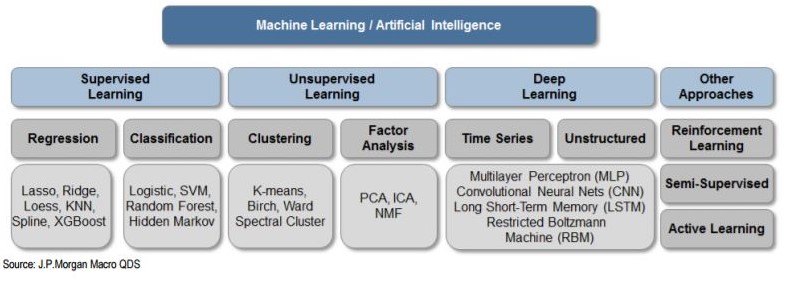 Machine Learning / Artificial Intelligence
Supervised
Learning
Unsupervised
Learning
Deep
Learning
Other
Approaches
Regression
Classification
Clustering
Factor
Analysis
Time Series
Unstructured
Reinforcement
Learning
Lasso, Ridge,
Loess, KNN,
Spline, XGBoost
Logistic, SVM,
Random Forest,
Hidden Markov
K-means,
Birch, Ward
Spectral Cluster
PCA, ICA,
NMF
Multilayer Perceptron (MLP)
Convolutional Neural Nets (CNN)
Long Short-Term Memory (LSTM)
Restricted Boltzmann
Machine (RBM)
Semi-Supervised
Active Learning
Source: J.P.Morgan Macro QDS